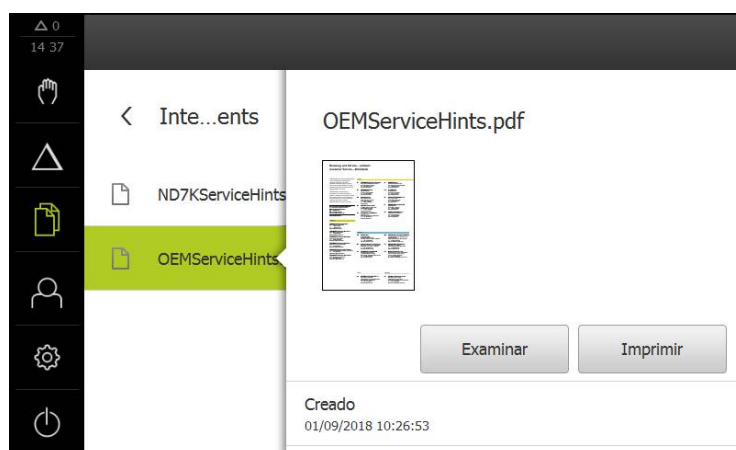 0
14 37
Inte...ents
ND7KServiceHints
OEMServiceHints
OEMServiceHints.pdf
Examinar
Imprimir
Creado
01/09/2018 10:26:53